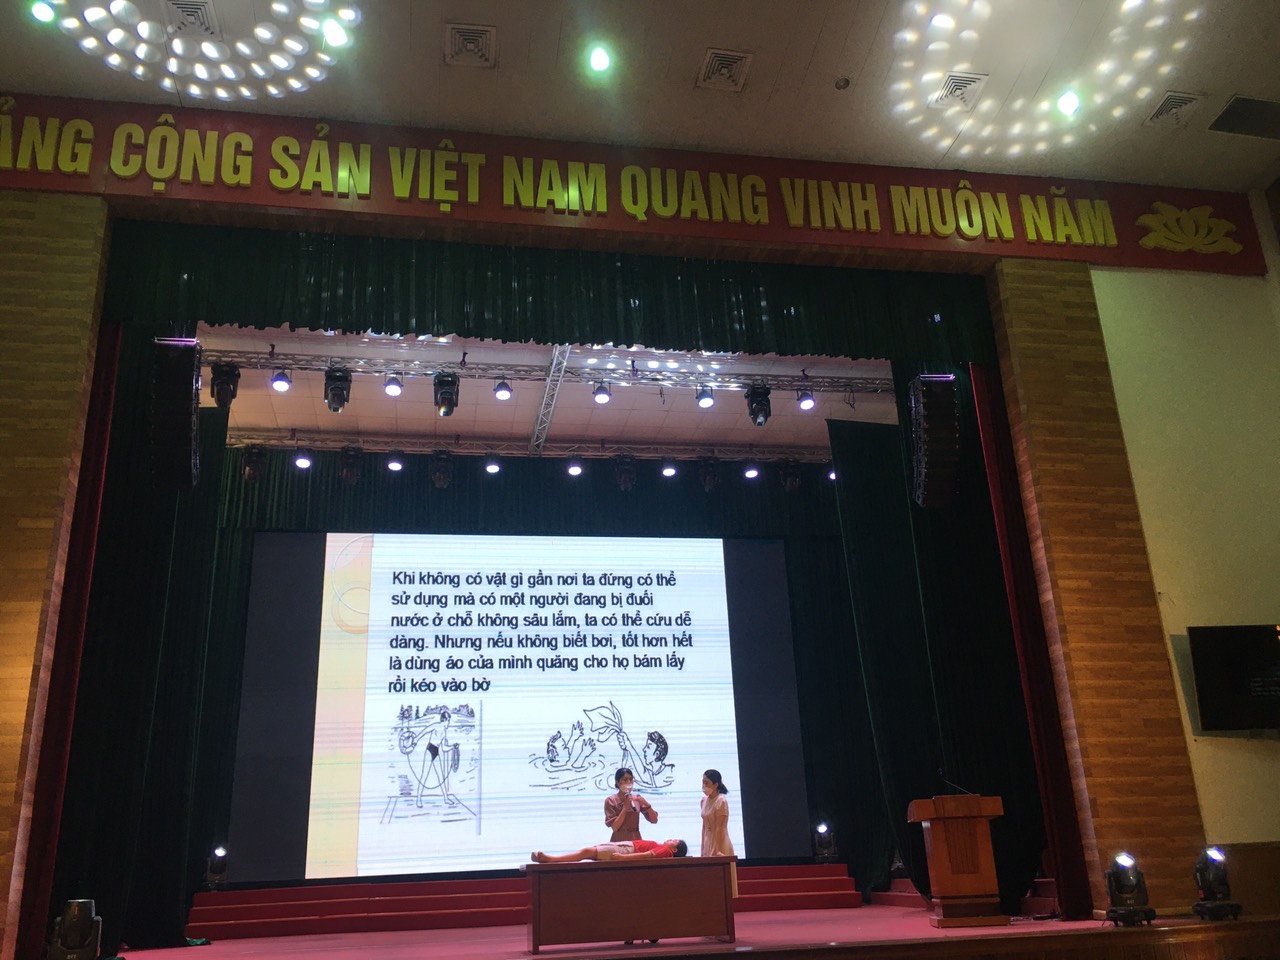 ẢNG CỘNG SẢN VIỆT NAM QUANG VINH MUÔN NĂM
Khi không có vật gì gần nơi ta đứng có thể
sử dụng mà có một người đang bị đuối
nước ở chỗ không sâu lắm, ta có thể cứu dễ
dàng. Nhưng nếu không biết bơi, tốt hơn hết
là dùng áo của mình quăng cho họ bám lấy
rồi kéo vào bờ